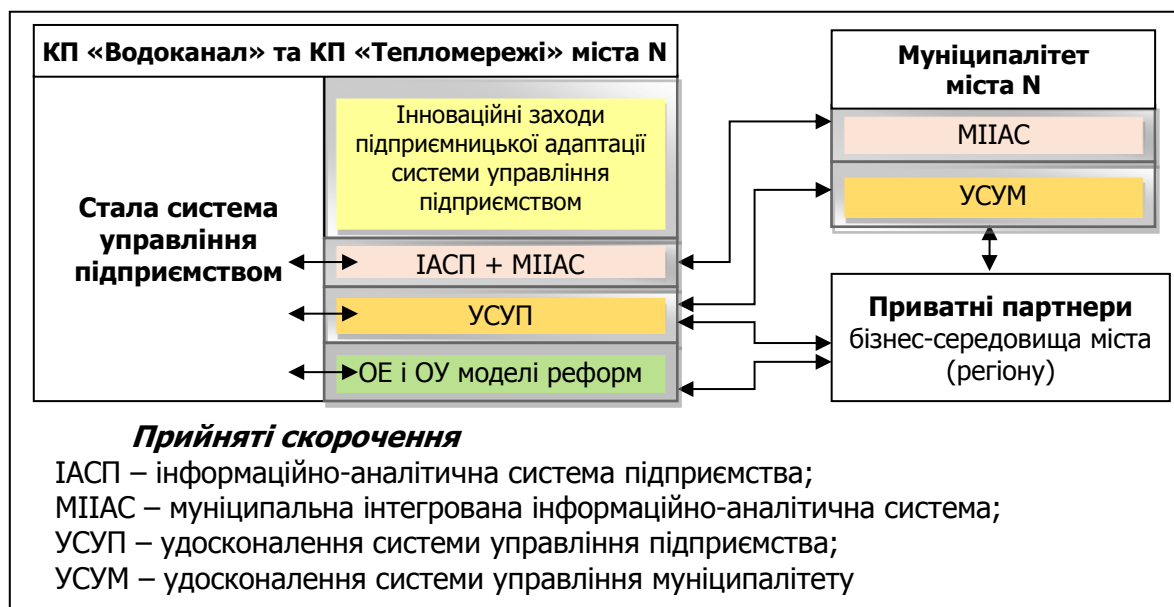 КП «Водоканал» та КП «Тепломережі» міста N
Стала система
управління
підприємством
Інноваційні заходи
підприємницької адаптації
системи управління
підприємством
ІАСП + МІІАС
УСУП
ОЕ і ОУ моделі реформ
Муніципалітет
міста N
МІІАС
УСУМ
Приватні партнери
бізнес-середовища міста
(регіону)
Прийняті скорочення
ІАСП – інформаційно-аналітична система підприємства;
МІІАС – муніципальна інтегрована інформаційно-аналітична система;
УСУП – удосконалення системи управління підприємства;
УСУМ – удосконалення системи управління муніципалітету